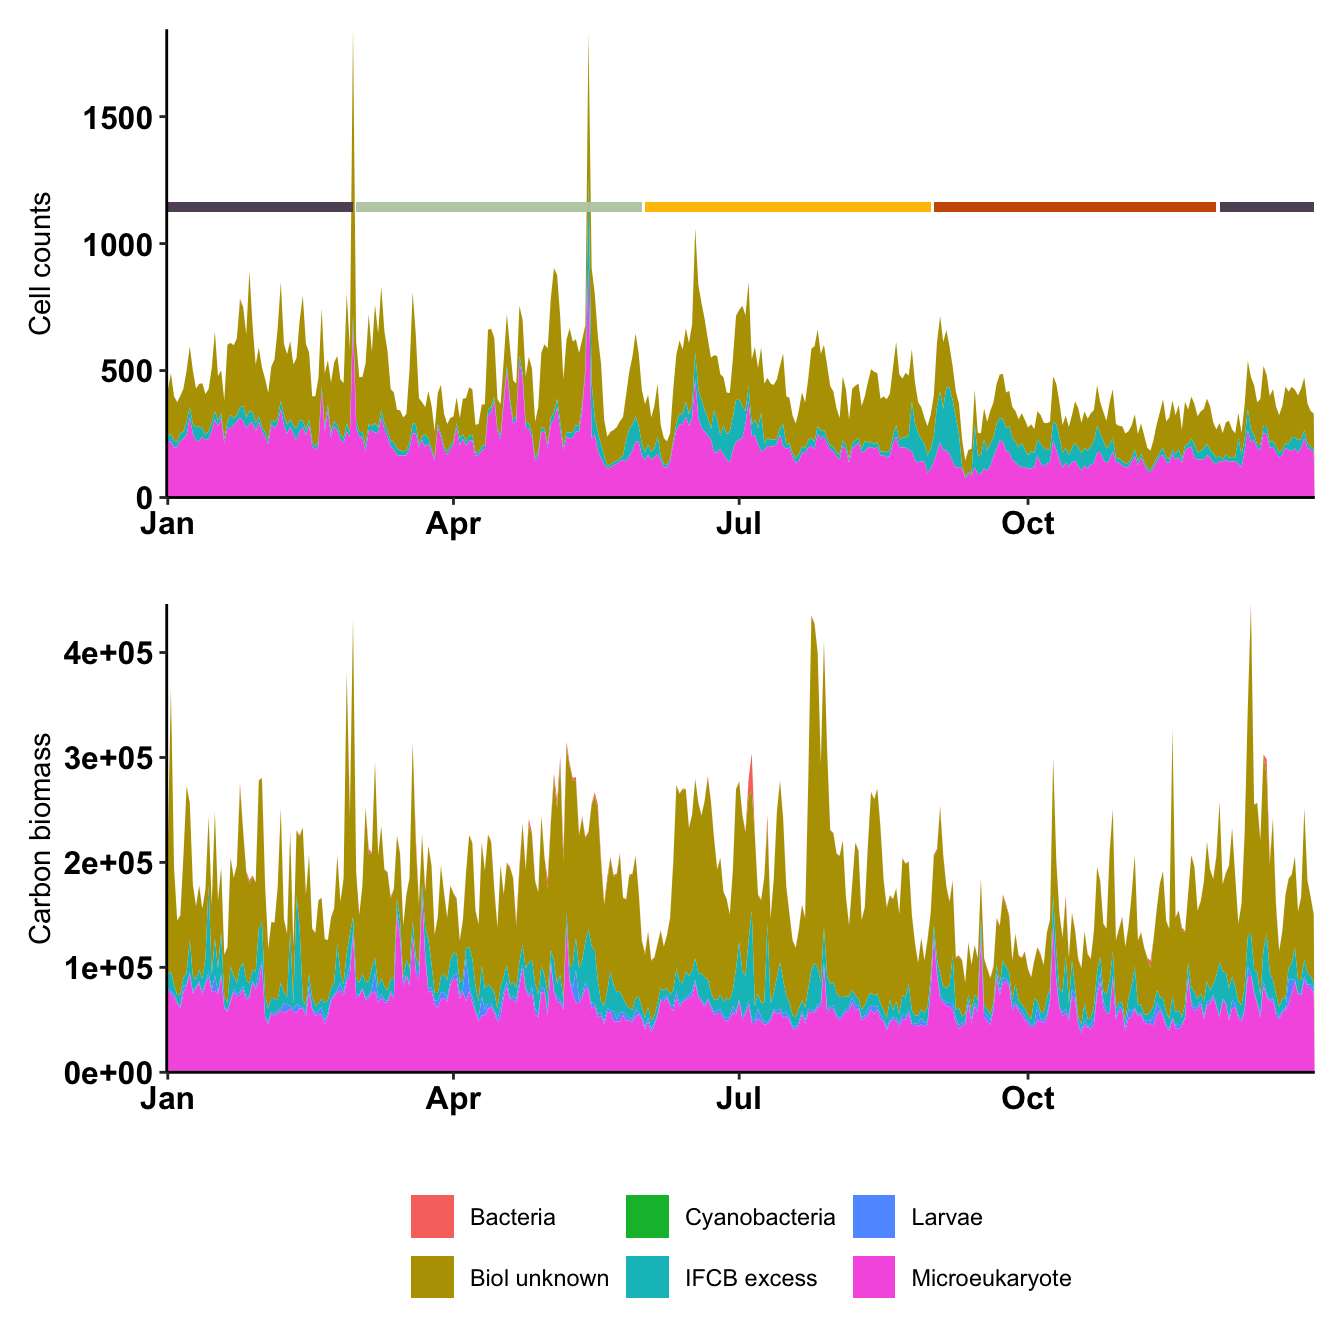 Cell counts
1500
1000
500
0
Jan Apr Jul Oct
Carbon biomass
4e+05
3e+05
2e+05
1e+05
0e+00
Jan Apr Jul Oct
Bacteria Cyanobacteria Larvae
Biol unknown IFCB excess Microeukaryote